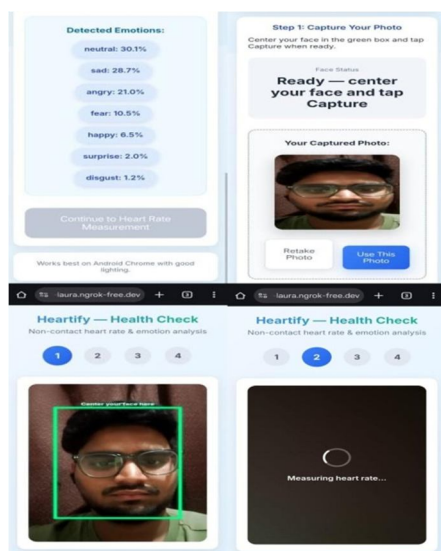 Detected Emotions:
neutral: 30.1%
sad: 28.7%
angry: 21.0%
fear: 10.5%
happy: 6.5%
surprise: 2.0%
disgust: 1.2%
Continue to Heart Rate
Measurement
Works best on Android Chrome with good
lighting.
Step 1: Capture Your Photo
Center your face in the green box and tap
Capture when ready.
Face Status
Ready — center
your face and tap
Capture
Your Captured Photo:
Retake
Photo
Use This
Photo
laura.ngrok-free.dev
3
Heartify — Health Check
Non-contact heart rate & emotion analysis
1 2 3 4
Center your face here
laura.ngrok-free.dev
3
Heartify — Health Check
Non-contact heart rate & emotion analysis
1 2 3 4
Measuring heart rate...